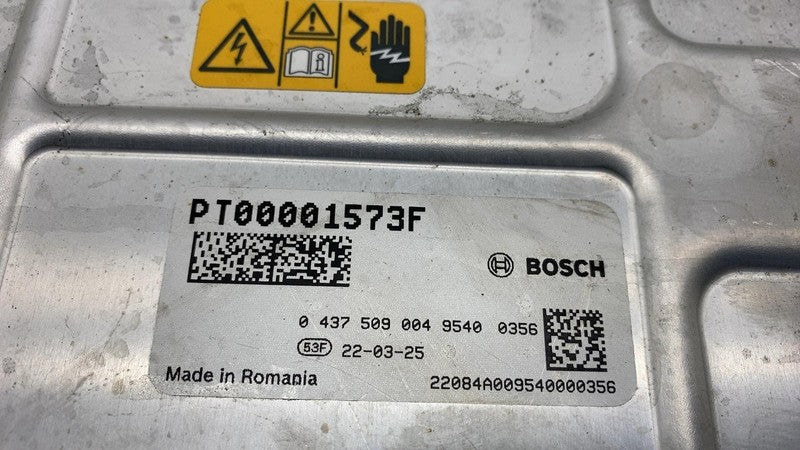 PT00001573F
BOSCH
0 437 509 004 9540 0356
53F 22-03-25
Made in Romania
22084A009540000356